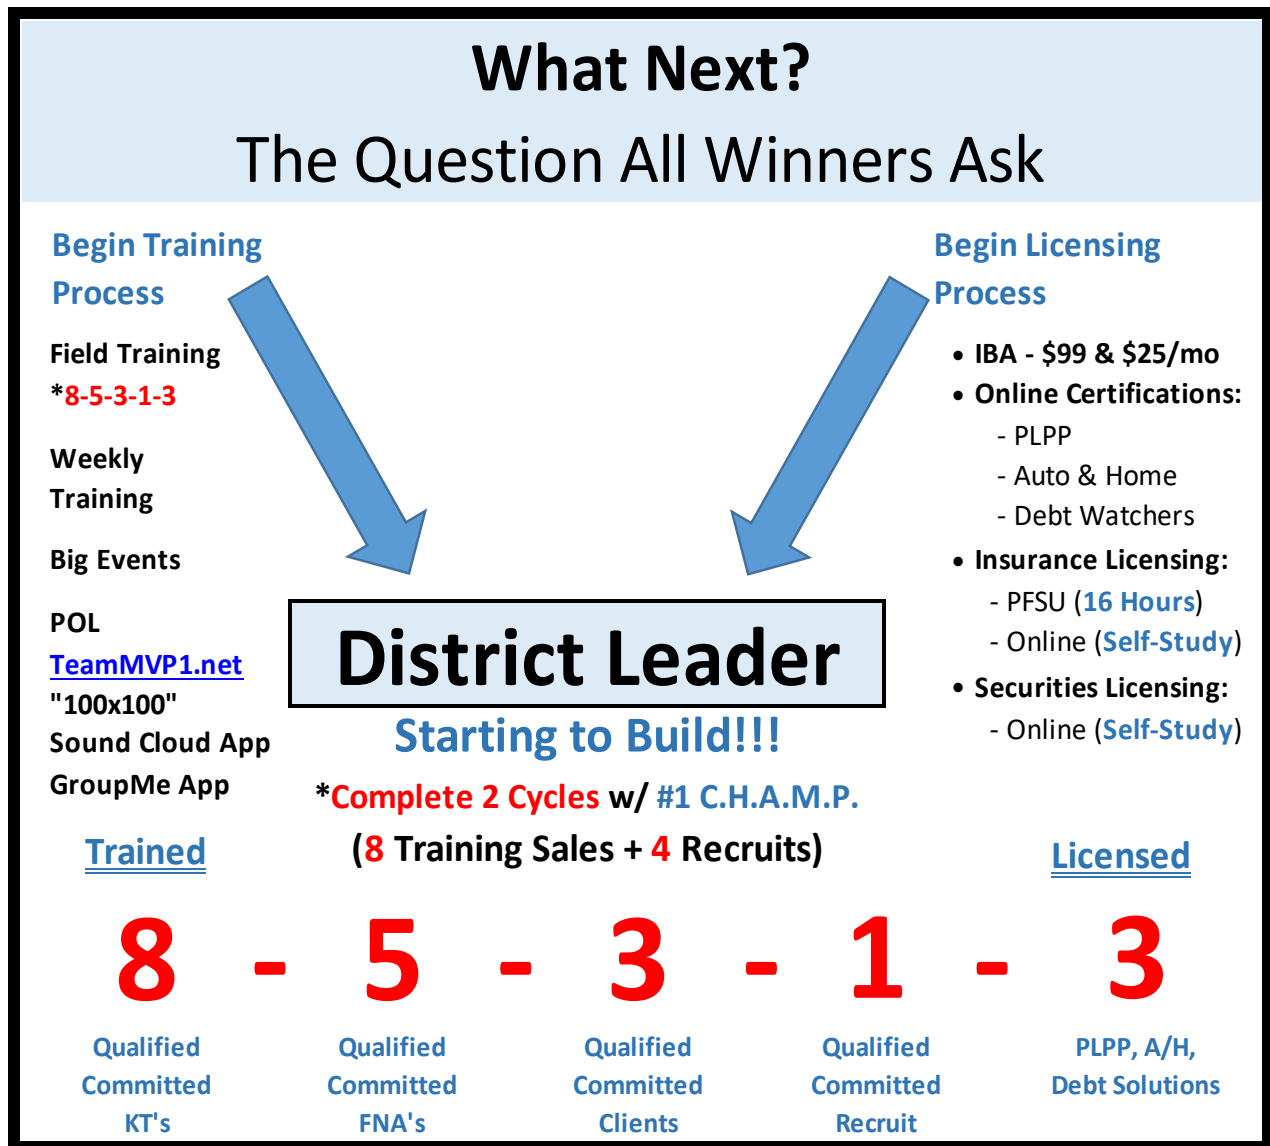 What Next?
The Question All Winners Ask
Begin Training
Process
Field Training
*8-5-3-1-3
Weekly
Training
Big Events
POL
TeamMVP1.net
"100x100"
Sound Cloud App
GroupMe App
Begin Licensing
Process
• IBA - $99 & $25/mo
• Online Certifications:
- PLPP
- Auto & Home
- Debt Watchers
• Insurance Licensing:
- PFSU (16 Hours)
- Online (Self-Study)
• Securities Licensing:
- Online (Self-Study)
District Leader
Starting to Build!!!
*Complete 2 Cycles w/ #1 C.H.A.M.P.
(8 Training Sales + 4 Recruits)
Trained
Licensed
8 - 5 - 3 - 1 - 3
Qualified
Committed
KT's
Qualified
Committed
FNA's
Qualified
Committed
Clients
Qualified
Committed
Recruit
PLPP, A/H,
Debt Solutions